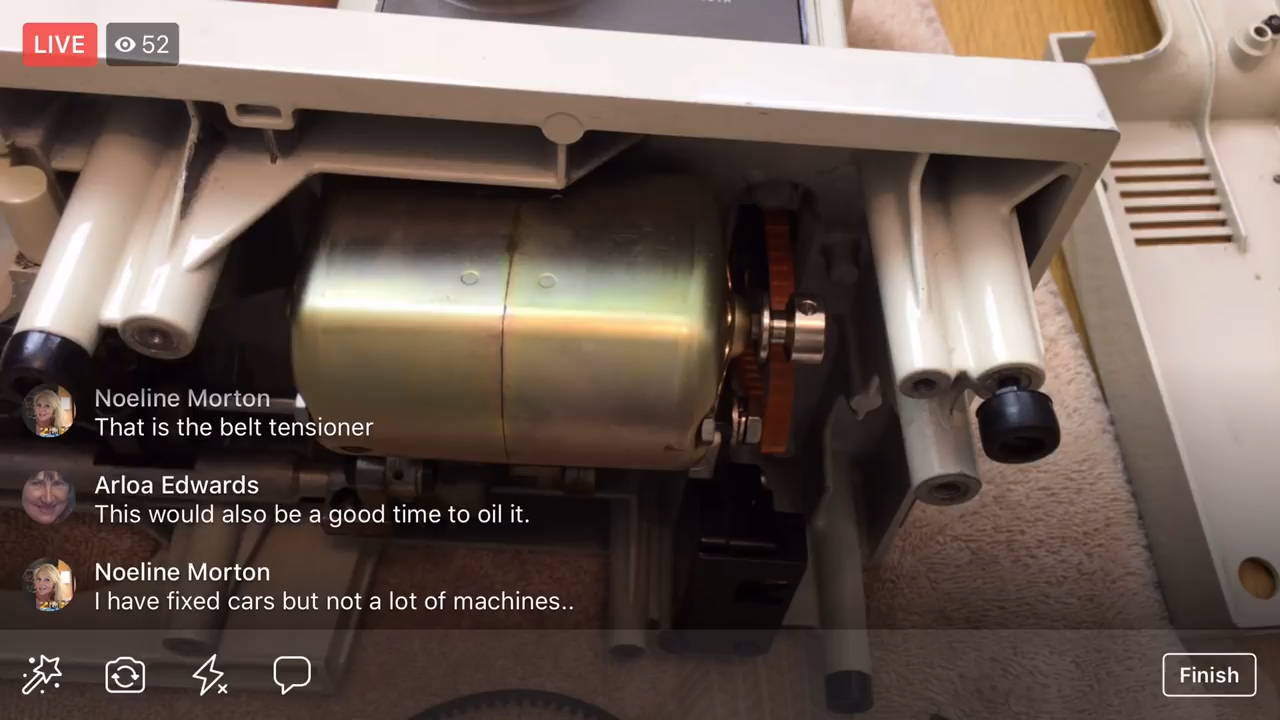 LIVE 52
Noeline Morton
That is the belt tensioner
Arloa Edwards
This would also be a good time to oil it.
Noeline Morton
I have fixed cars but not a lot of machines..
Finish